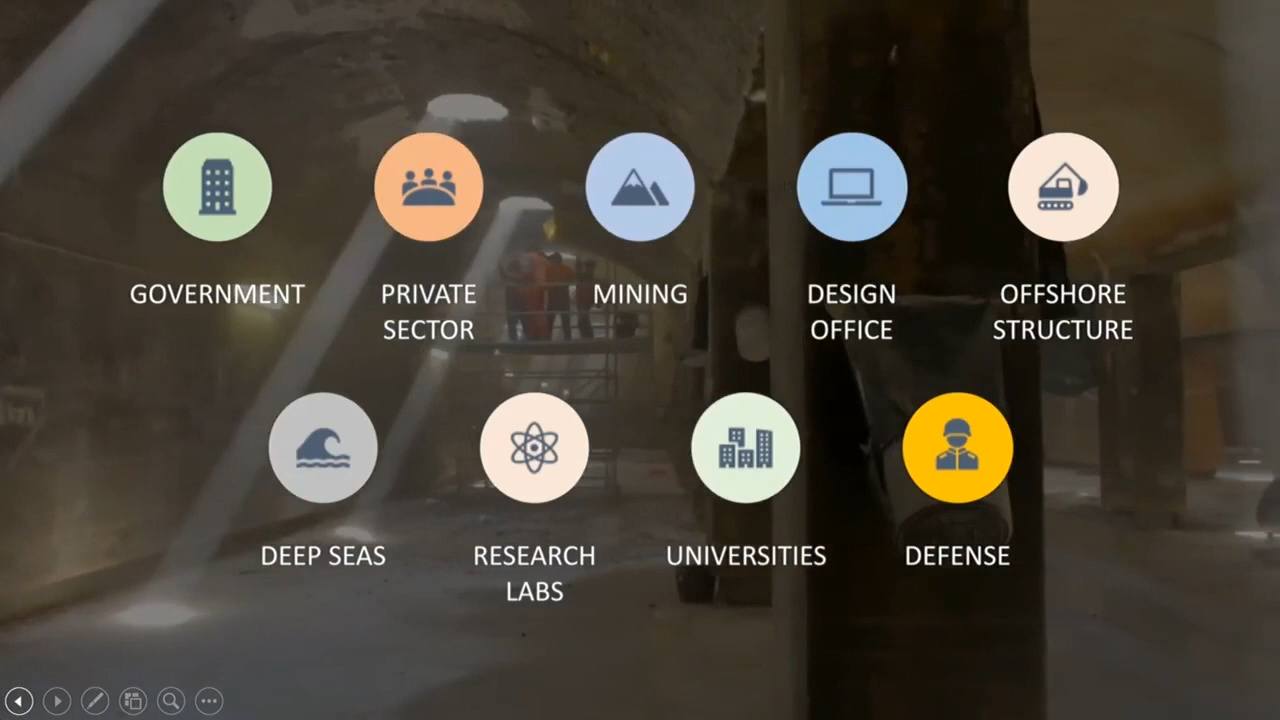 GOVERNMENT
PRIVATE
SECTOR
MINING
DESIGN
OFFICE
OFFSHORE
STRUCTURE
DEEP SEAS
RESEARCH
LABS
UNIVERSITIES
DEFENSE